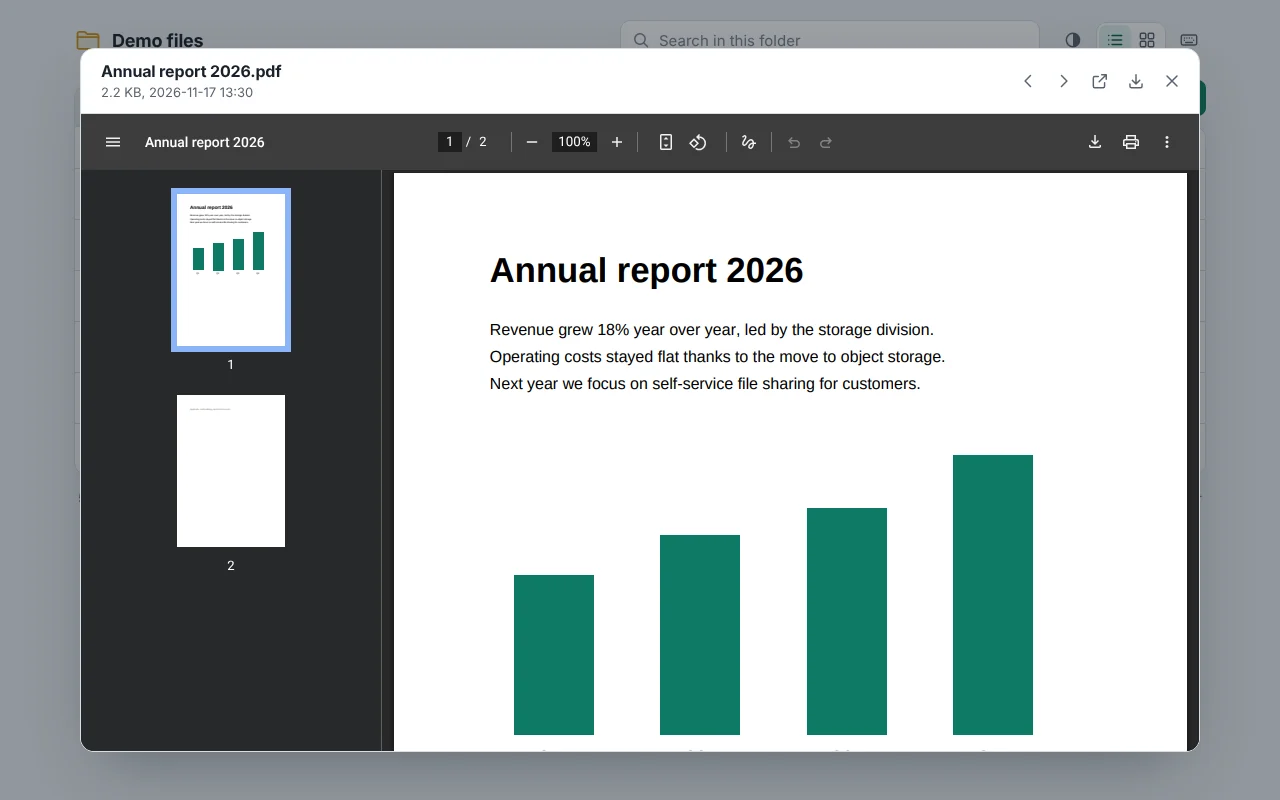 Demo files
Search in this folder
Annual report 2026.pdf
2.2 KB, 2026-11-17 13:30
Annual report 2026
1 / 2
100%
Annual report 2026
1
2
Annual report 2026
Revenue grew 18% year over year, led by the storage division.
Operating costs stayed flat thanks to the move to object storage.
Next year we focus on self-service file sharing for customers.